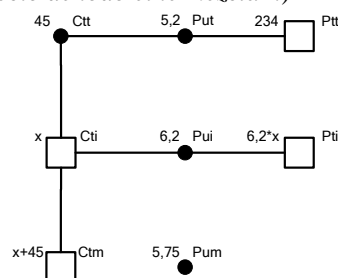 45 Ctt 5,2 Put 234 Ptt
x Cti 6,2 Pui 6,2*x Pti
x+45 Ctm 5,75 Pum